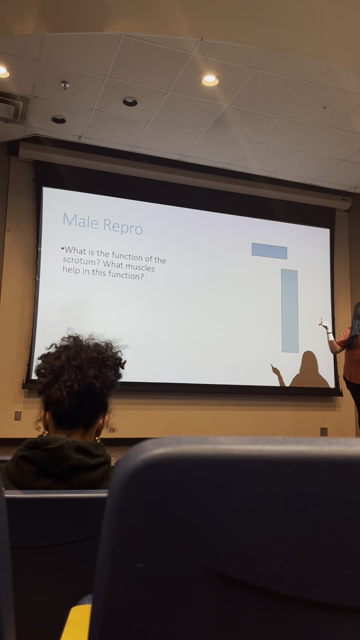 Male Repro
•What is the function of the
scrotum? What muscles
help in this function?